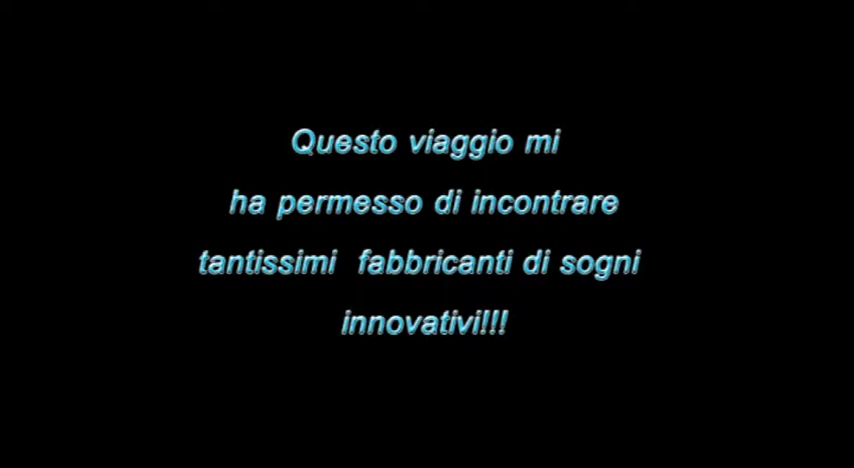 Questo viaggio mi
ha permesso di incontrare
tantissimi fabbricanti di sogni
innovativi!!!